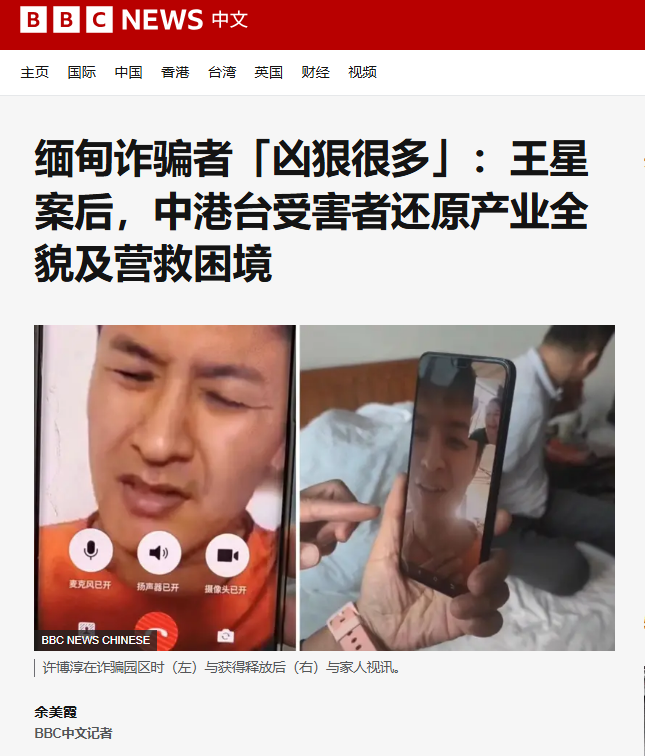 BBC NEWS 中文
主页 国际 中国 香港 台湾 英国 财经 视频
缅甸诈骗者「凶狠很多」：王星
案后，中港台受害者还原产业全
貌及营救困境
麦克风已开 扬声器已开 摄像头已开
BBC NEWS CHINESE
许博淳在诈骗园区时（左）与获得释放后（右）与家人视讯。
余美霞
BBC中文记者